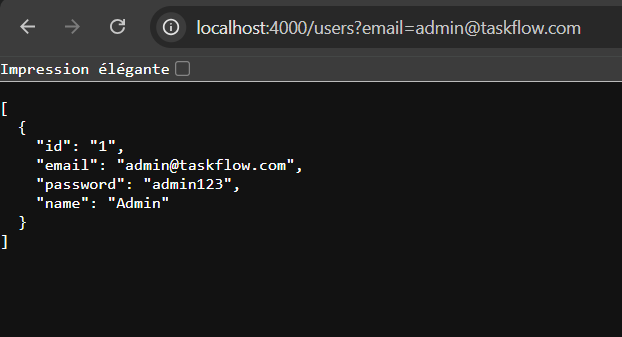 localhost:4000/users?email=admin@taskflow.com
Impression élégante
[
  {
    "id": "1",
    "email": "admin@taskflow.com",
    "password": "admin123",
    "name": "Admin"
  }
]